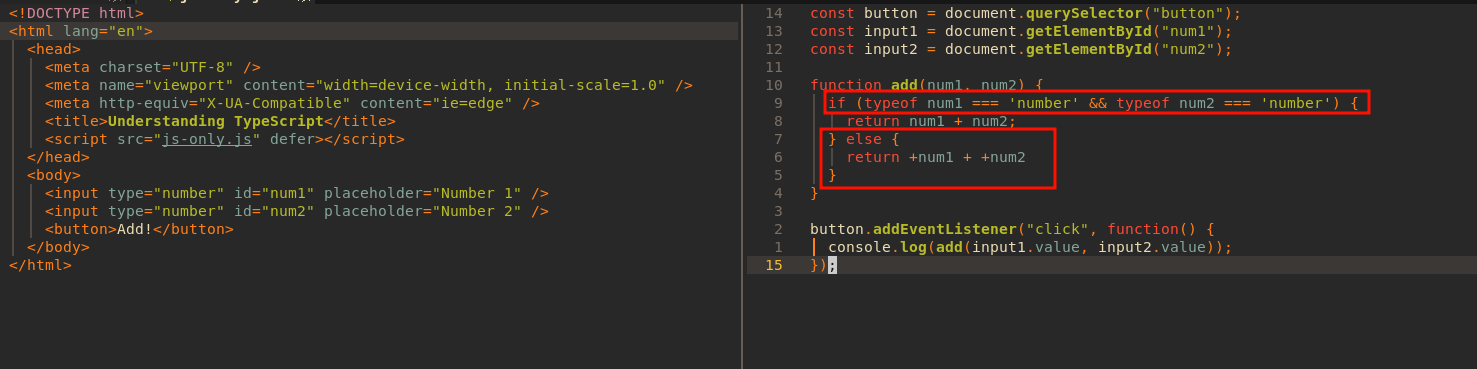 <!DOCTYPE html>
<html lang="en">
<head>
<meta charset="UTF-8" />
<meta name="viewport" content="width=device-width, initial-scale=1.0" />
<meta http-equiv="X-UA-Compatible" content="ie=edge" />
<title>Understanding TypeScript</title>
<script src="js-only.js" defer></script>
</head>
<body>
<input type="number" id="num1" placeholder="Number 1" />
<input type="number" id="num2" placeholder="Number 2" />
<button>Add!</button>
</body>
</html>
14 const button = document.querySelector("button");
13 const input1 = document.getElementById("num1");
12 const input2 = document.getElementById("num2");
11
10 function add(num1, num2) {
9 if (typeof num1 === 'number' && typeof num2 === 'number') {
8 return num1 + num2;
7 } else {
6 return +num1 + +num2
5 }
4 }
3
2 button.addEventListener("click", function() {
1 console.log(add(input1.value, input2.value));
15 });